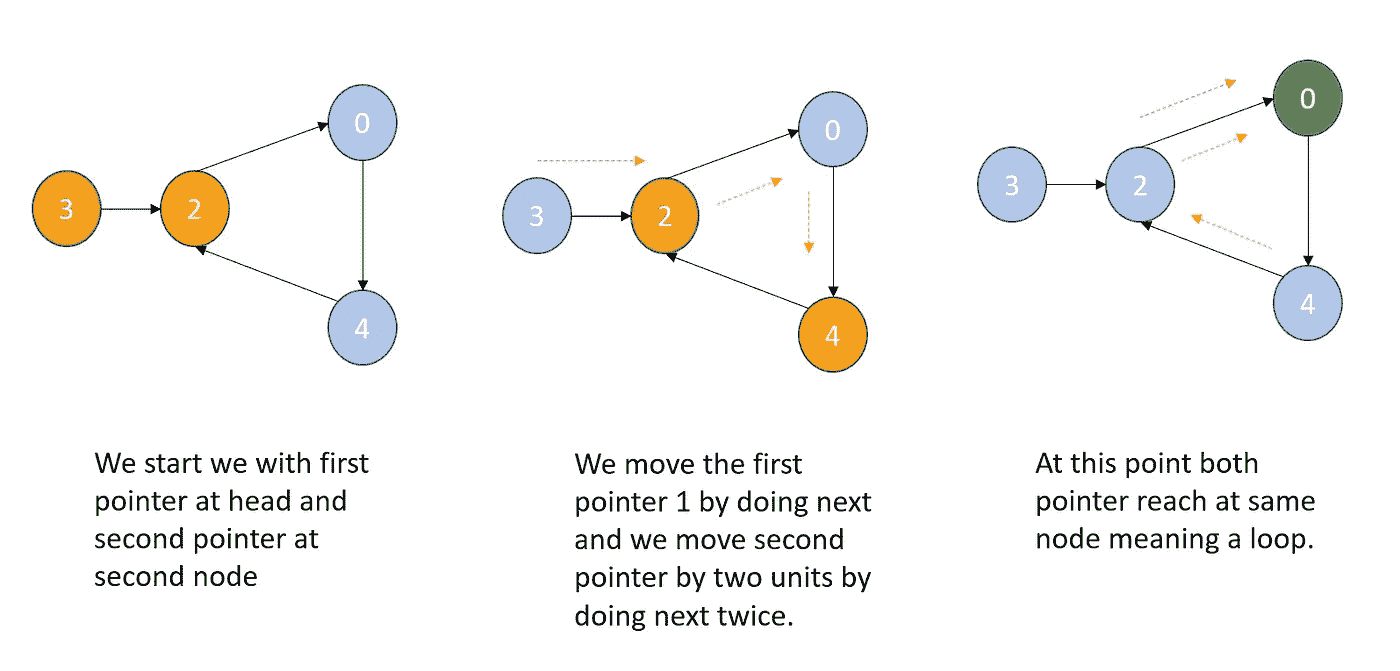 0
3
2
4
We start we with first
pointer at head and
second pointer at
second node
0
3
2
4
We move the first
pointer 1 by doing next
and we move second
pointer by two units by
doing next twice.
0
3
2
4
At this point both
pointer reach at same
node meaning a loop.